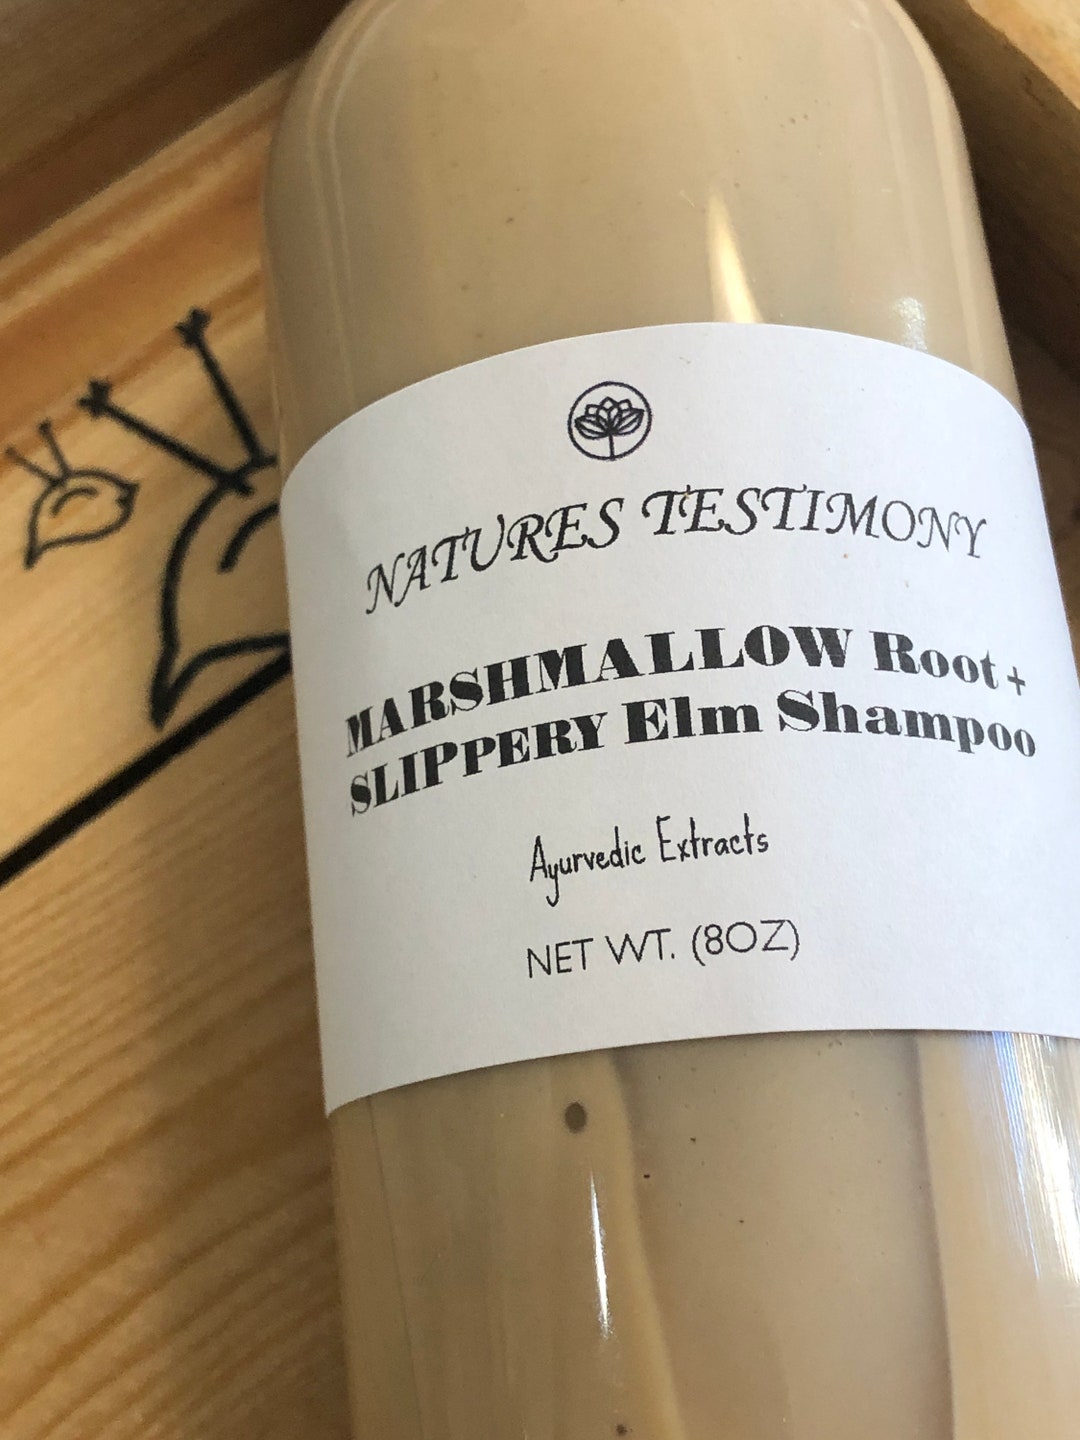 NATURES TESTIMONY
MARSHMALLOW Root +
SLIPPERY Elm Shampoo
Ayurvedic Extracts
NET WT. (8OZ)